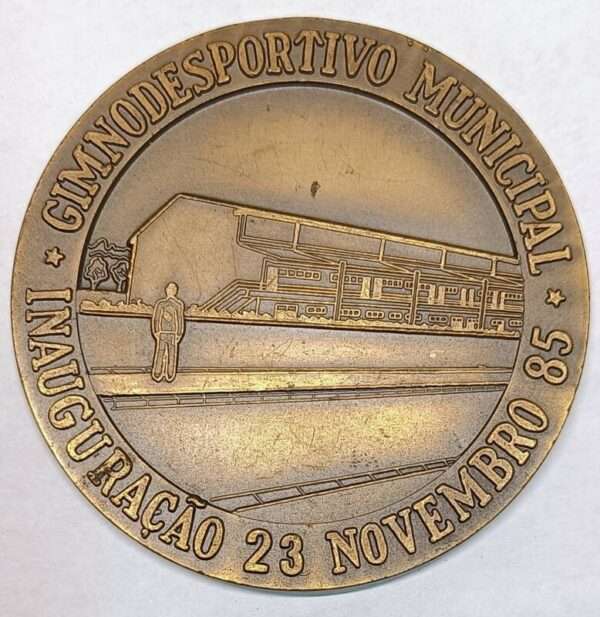 GIMNODESPORTIVO MUNICIPAL
INAUGURAÇÃO 23 NOVEMBRO 85